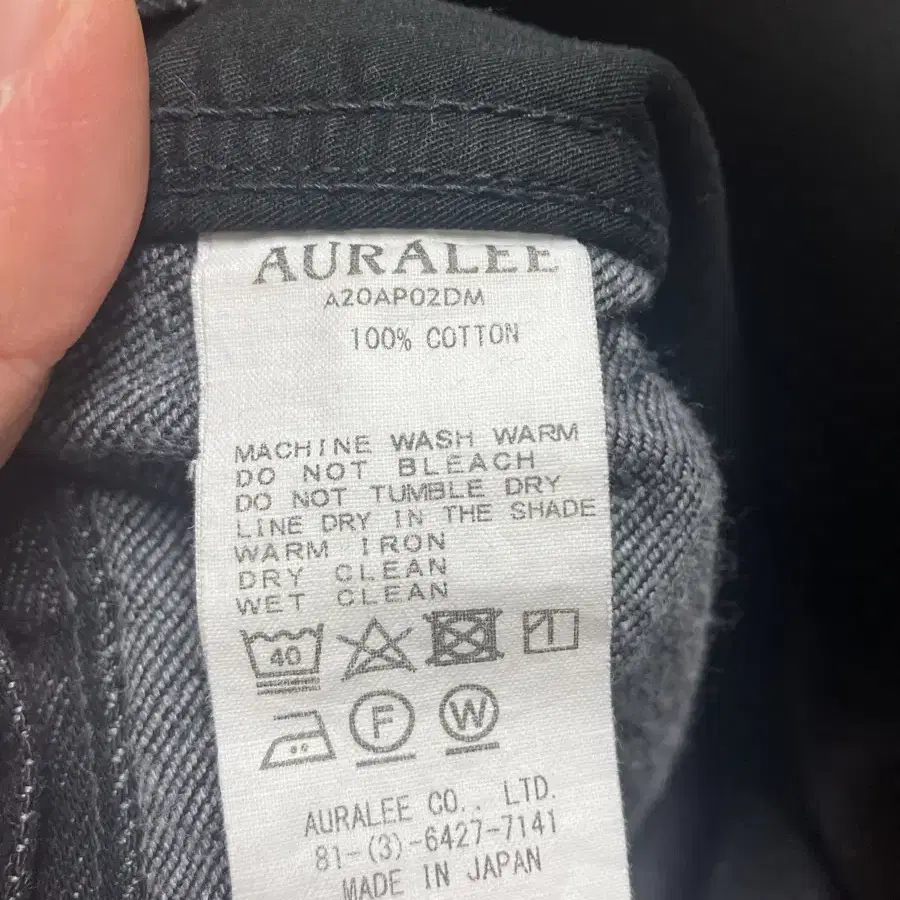 AURALEE
A20AP02DM
100% COTTON
MACHINE WASH WARM
DO NOT BLEACH
DO NOT TUMBLE DRY
LINE DRY IN THE SHADE
WARM IRON
DRY CLEAN
WET CLEAN
40
F W
AURALEE CO., LTD.
81-(3)-6427-7141
MADE IN JAPAN